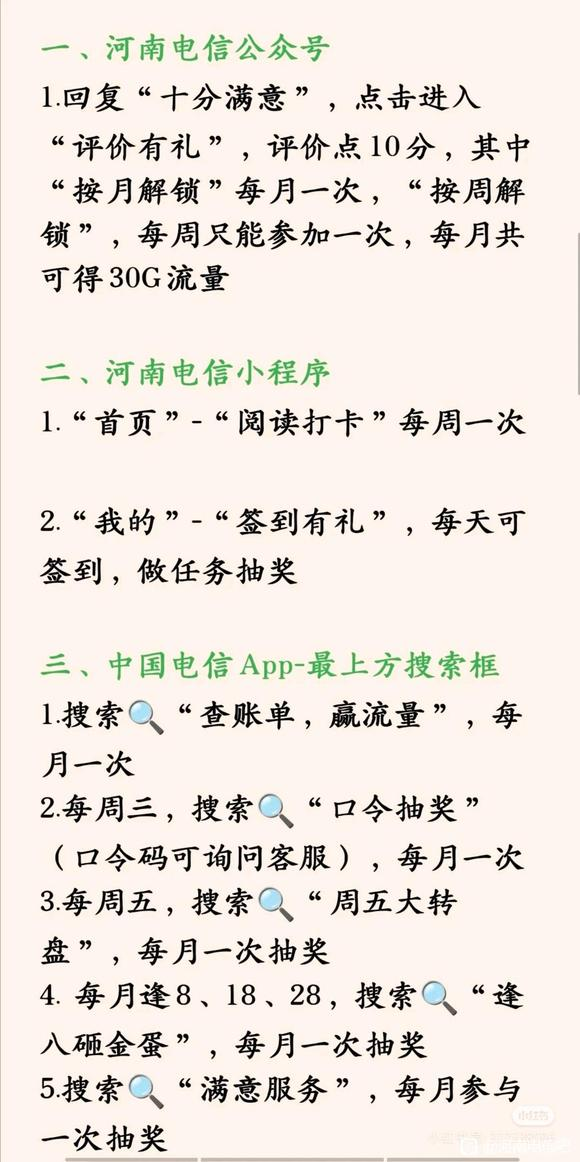 一、河南电信公众号
1.回复“十分满意”，点击进入
“评价有礼”，评价点10分，其中
“按月解锁”每月一次，“按周解
锁”，每周只能参加一次，每月共
可得30G流量
二、河南电信小程序
1.“首页”-“阅读打卡”每周一次
2.“我的”-“签到有礼”，每天可
签到，做任务抽奖
三、中国电信App-最上方搜索框
1.搜索🔍“查账单，赢流量”，每
月一次
2.每周三，搜索🔍“口令抽奖”
（口令码可询问客服），每月一次
3.每周五，搜索🔍“周五大转
盘”，每月一次抽奖
4. 每月逢8、18、28，搜索🔍“逢
八砸金蛋”，每月一次抽奖
5.搜索🔍“满意服务”，每月参与
一次抽奖
小红书